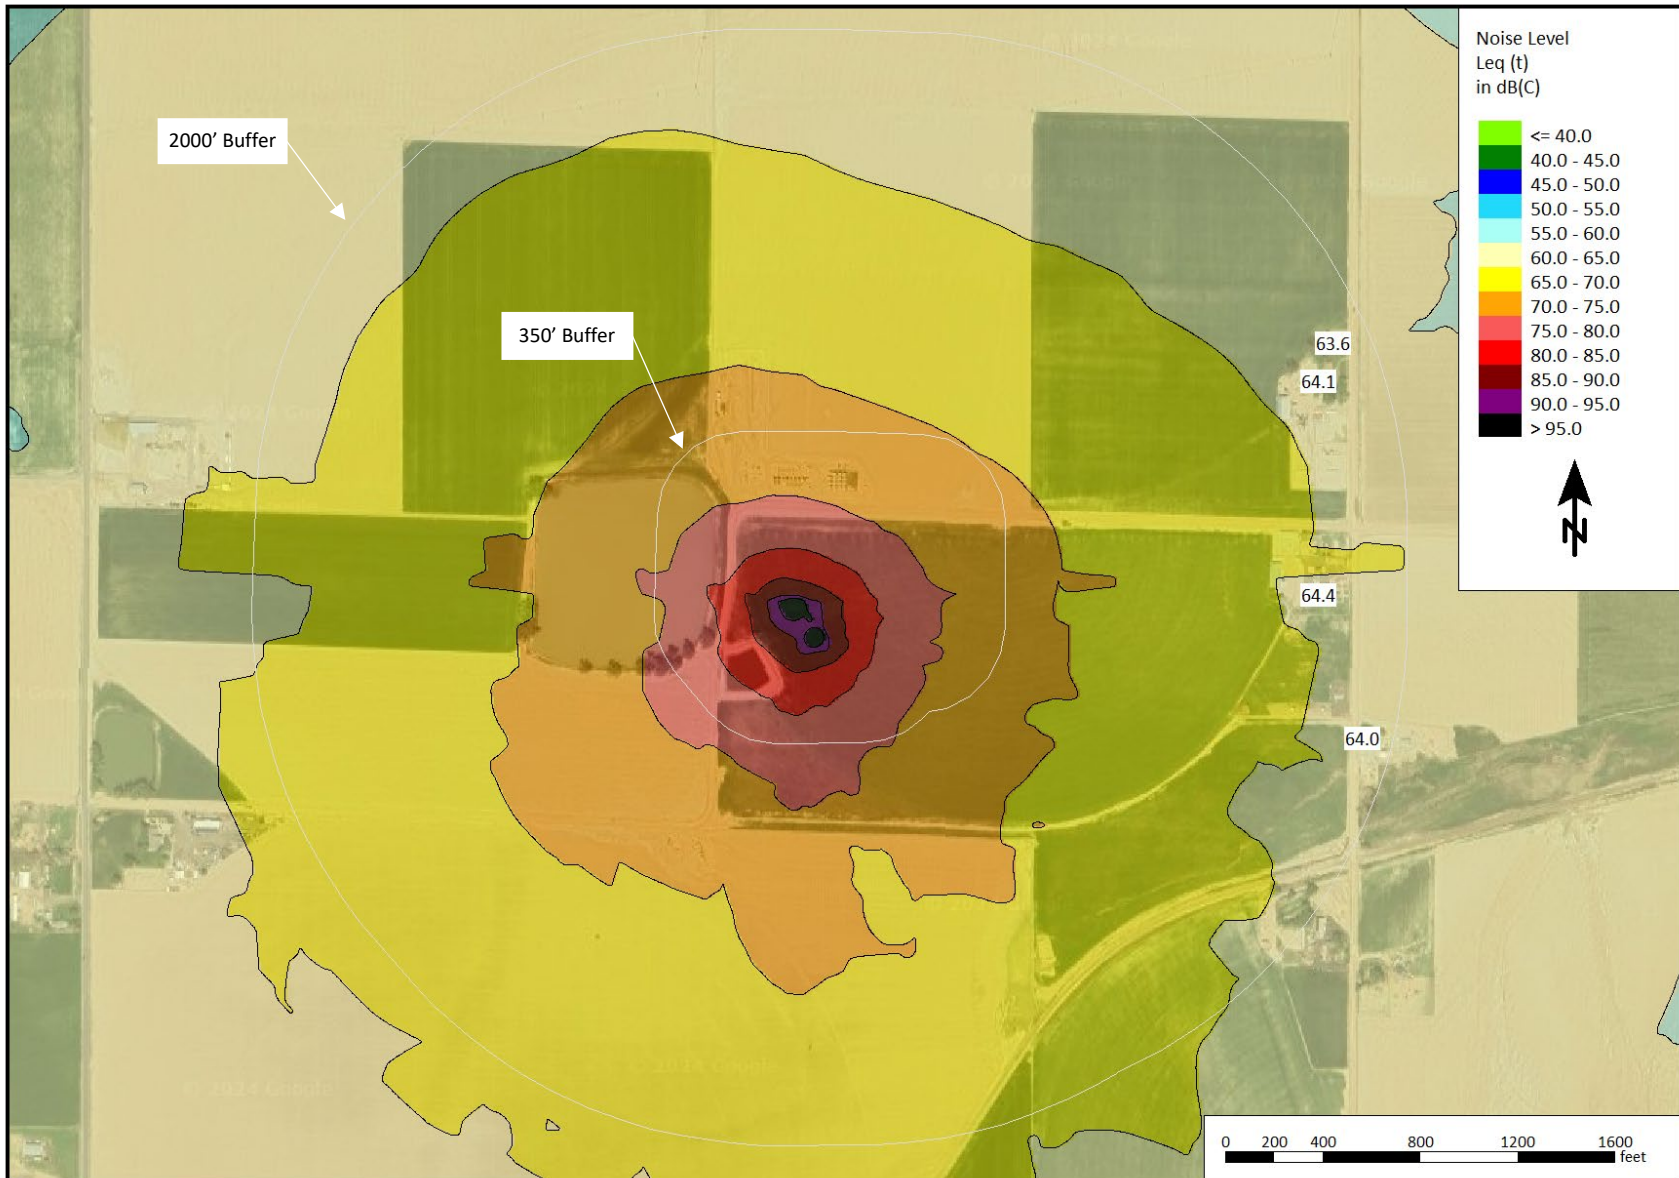 Noise Level
Leq (t)
in dB(C)
<= 40.0
40.0 - 45.0
45.0 - 50.0
50.0 - 55.0
55.0 - 60.0
60.0 - 65.0
65.0 - 70.0
70.0 - 75.0
75.0 - 80.0
80.0 - 85.0
85.0 - 90.0
90.0 - 95.0
> 95.0
N
2000’ Buffer
350’ Buffer
63.6
64.1
64.4
64.0
© 2024 Google
0 200 400 800 1200 1600
feet